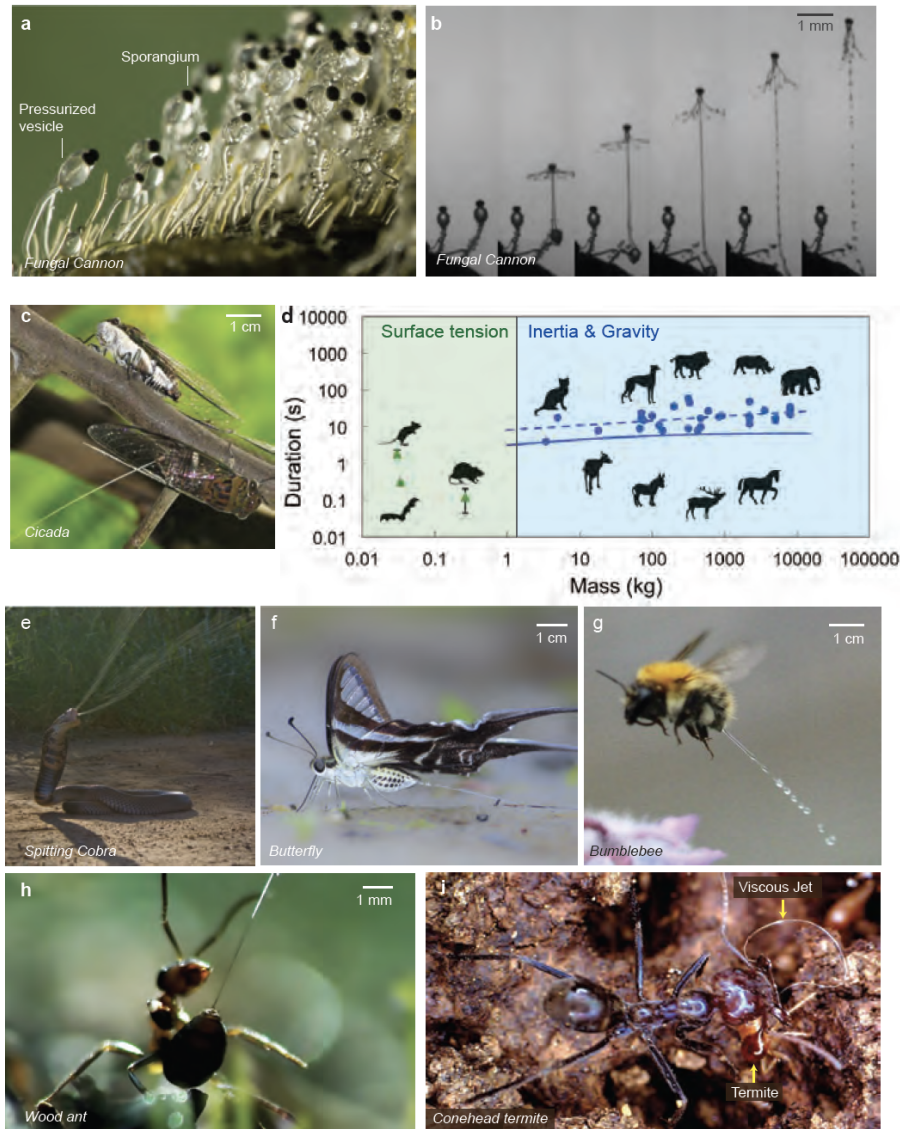 a
Sporangium
Pressurized
vesicle
Fungal Cannon
b
1 mm
Fungal Cannon
c
1 cm
Cicada
d
Surface tension
Inertia & Gravity
Duration (s)
10000
1000
100
10
1
0.1
0.01
0.01
0.1
1
10
100
1000
10000
100000
Mass (kg)
e
Spitting Cobra
f
1 cm
Butterfly
g
1 cm
Bumblebee
h
1 mm
Wood ant
i
Viscous Jet
Termite
Conehead termite